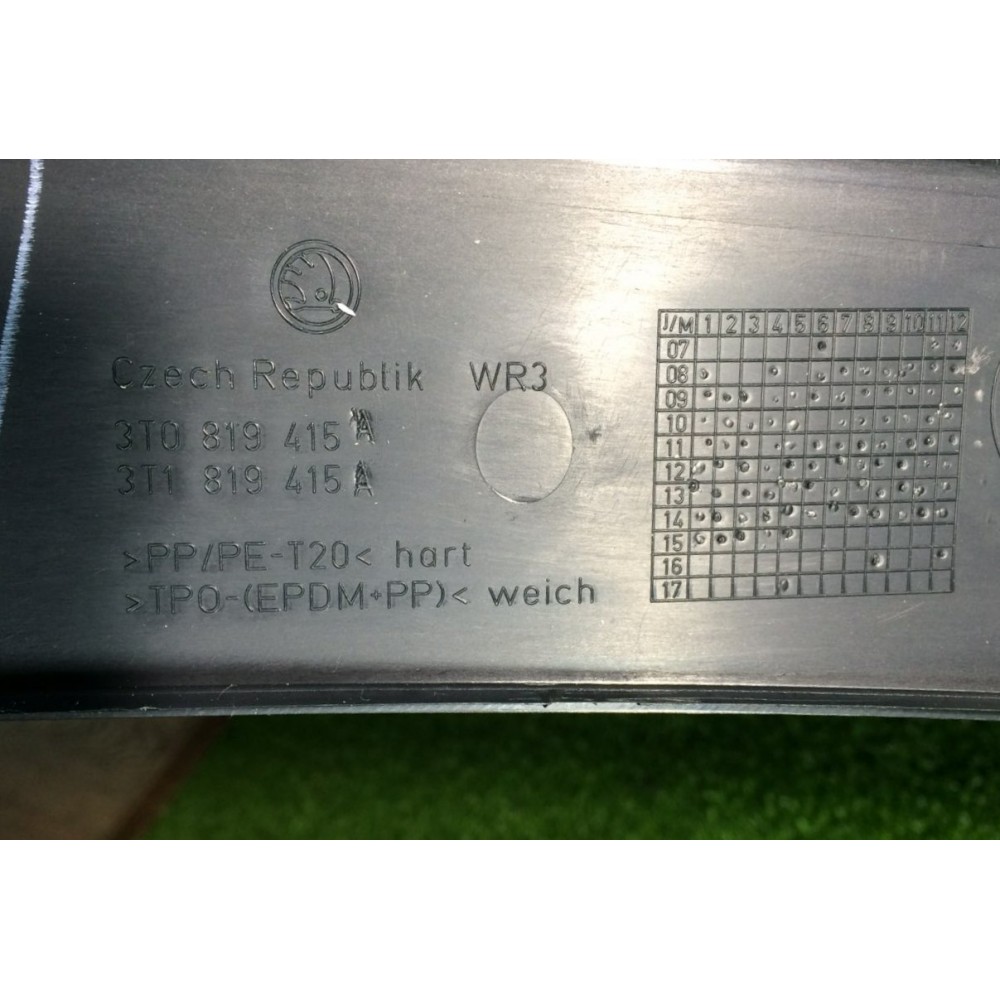 Czech Republik WR3
3T0 819 415 A
3T1 819 415 A
>PP/PE-T20< hart
>TPO-(EPDM+PP)< weich
J/M 1 2 3 4 5 6 7 8 9 10 11 12
07
08
09
10
11
12
13
14
15
16
17